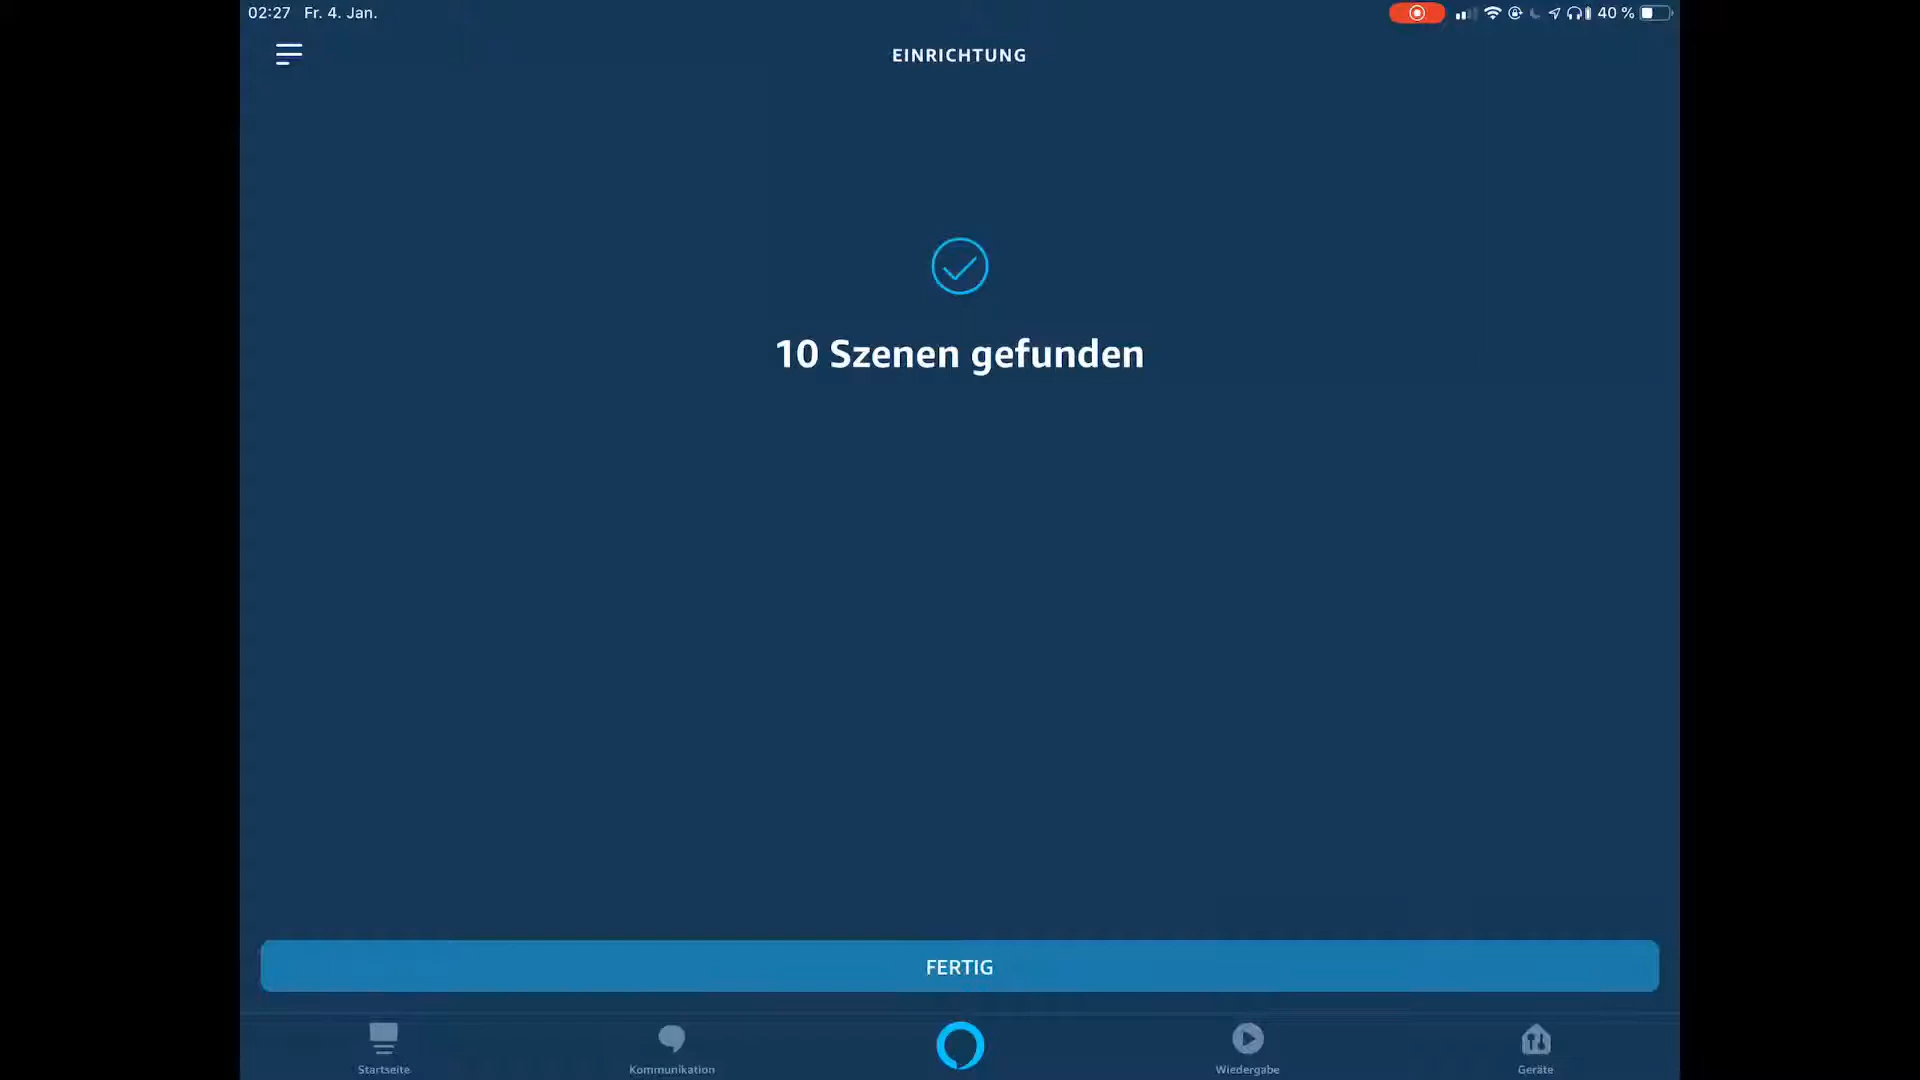 02:27 Fr. 4. Jan.
40 %
EINRICHTUNG
10 Szenen gefunden
FERTIG
Startseite
Kommunikation
Wiedergabe
Geräte